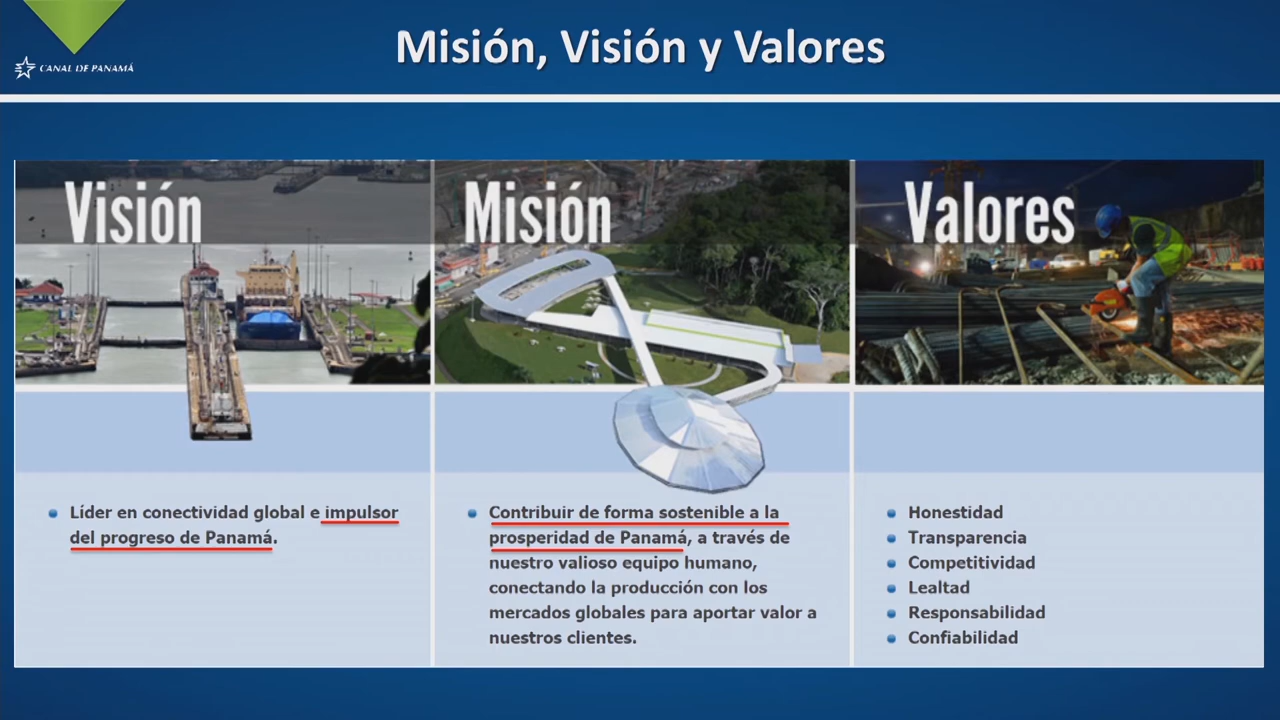 Misión, Visión y Valores
CANAL DE PANAMÁ
Visión
Líder en conectividad global e impulsor
del progreso de Panamá.
Misión
Contribuir de forma sostenible a la
prosperidad de Panamá, a través de
nuestro valioso equipo humano,
conectando la producción con los
mercados globales para aportar valor a
nuestros clientes.
Valores
Honestidad
Transparencia
Competitividad
Lealtad
Responsabilidad
Confiabilidad